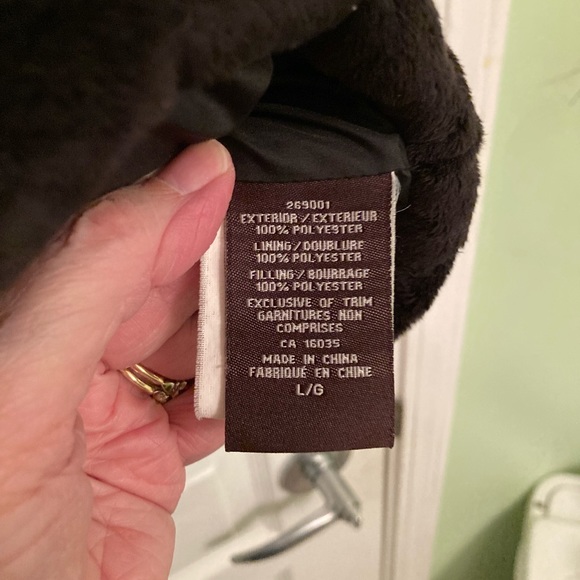 269001
EXTERIOR/EXTERIEUR
100% POLYESTER
LINING/DOUBLURE
100% POLYESTER
FILLING/BOURRAGE
100% POLYESTER
EXCLUSIVE OF TRIM
GARNITURES NON
COMPRISES
CA 16035
MADE IN CHINA
FABRIQUÉ EN CHINE
L/G